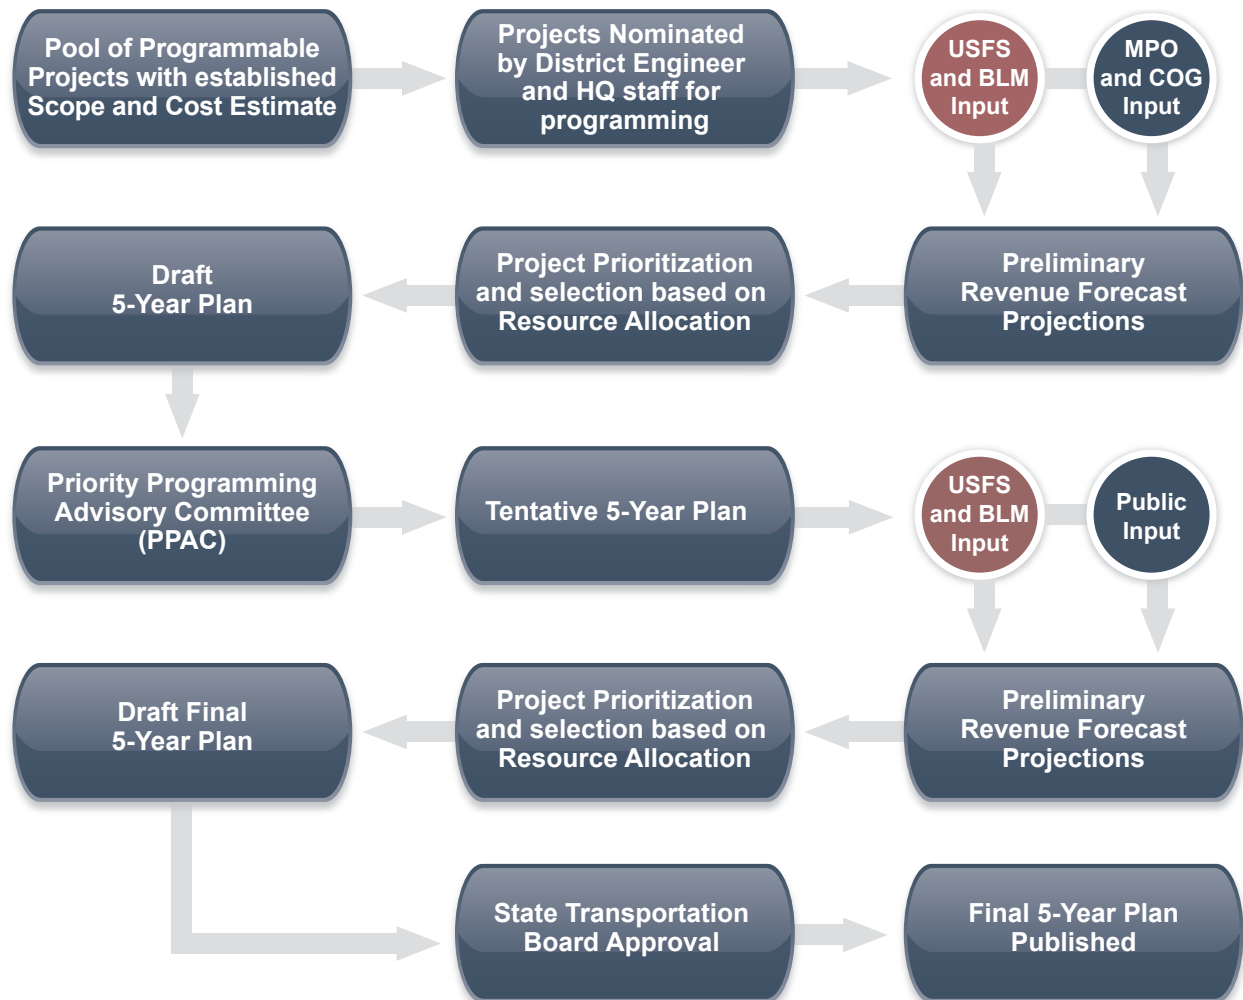 Pool of Programmable
Projects with established
Scope and Cost Estimate
Projects Nominated
by District Engineer
and HQ staff for
programming
USFS
and BLM
Input
MPO
and COG
Input
Draft
5-Year Plan
Project Prioritization
and selection based on
Resource Allocation
Preliminary
Revenue Forecast
Projections
Priority Programming
Advisory Committee
(PPAC)
Tentative 5-Year Plan
USFS
and BLM
Input
Public
Input
Draft Final
5-Year Plan
Project Prioritization
and selection based on
Resource Allocation
Preliminary
Revenue Forecast
Projections
State Transportation
Board Approval
Final 5-Year Plan
Published